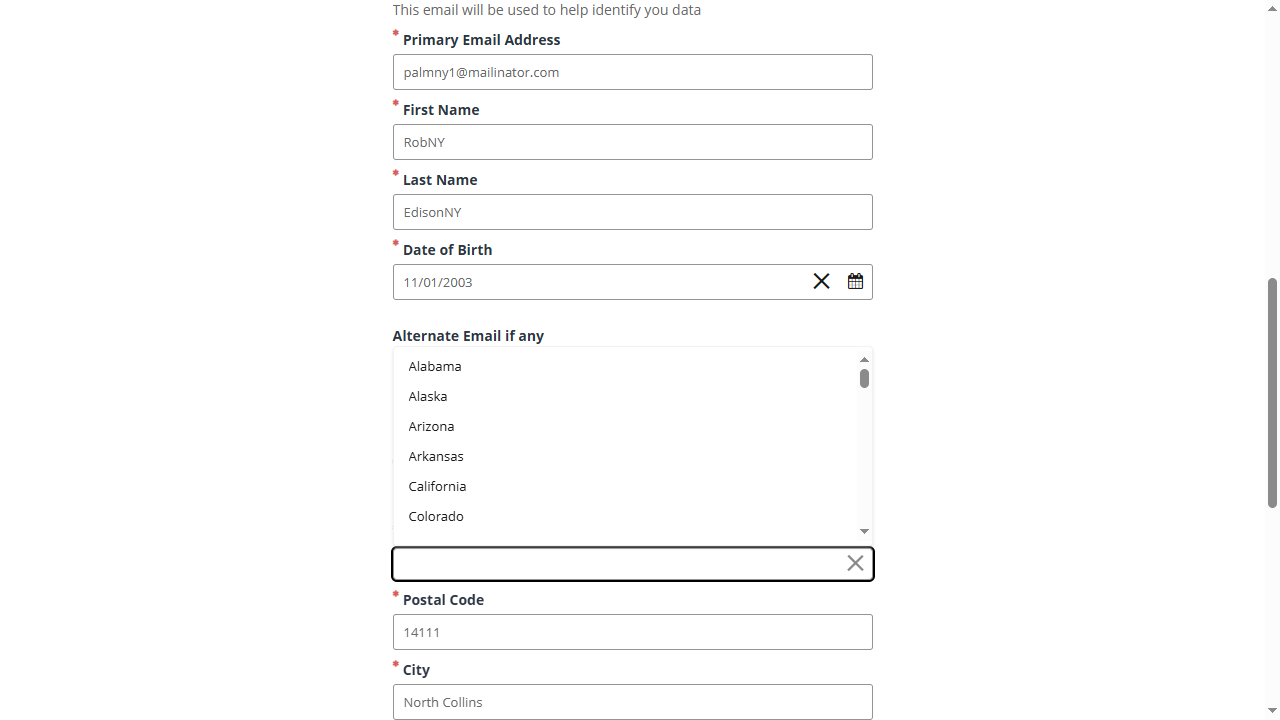 This email will be used to help identify you data
* Primary Email Address
palmny1@mailinator.com
* First Name
RobNY
* Last Name
EdisonNY
* Date of Birth
11/01/2003
Alternate Email if any
Alabama
Alaska
Arizona
Arkansas
California
Colorado
* Postal Code
14111
* City
North Collins